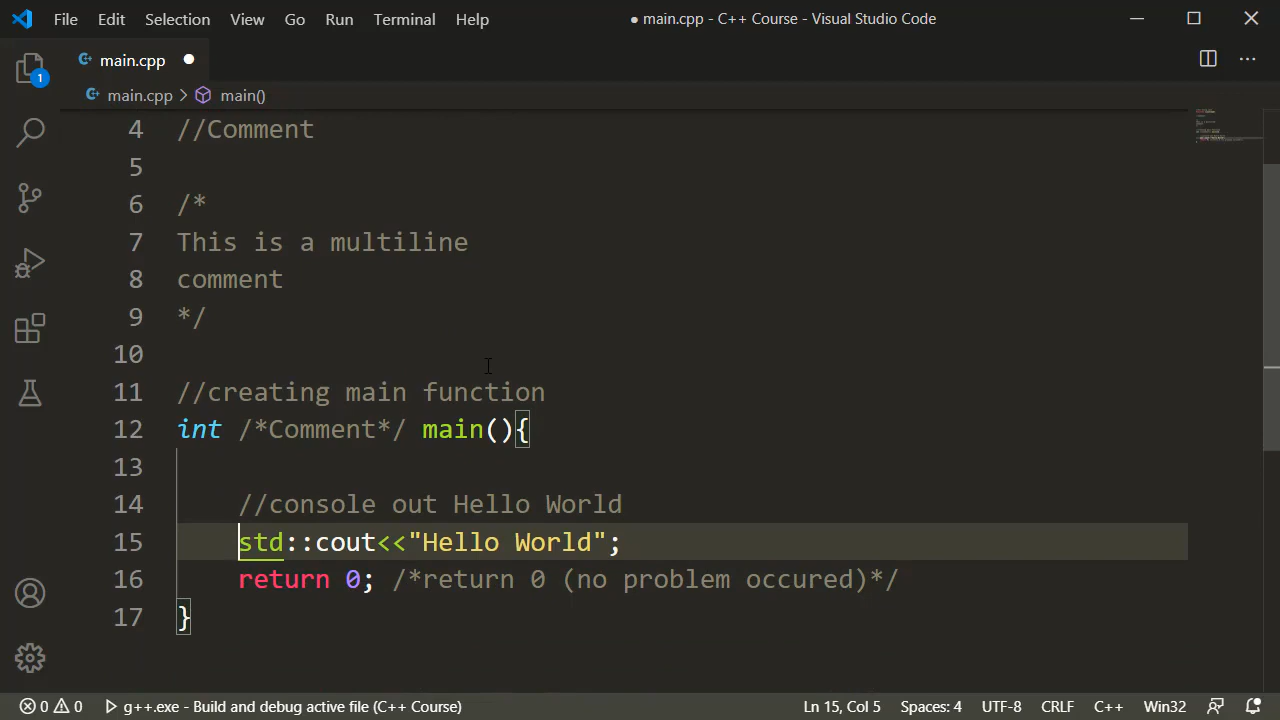 File Edit Selection View Go Run Terminal Help ● main.cpp - C++ Course - Visual Studio Code
main.cpp
main.cpp > main()
1
4 //Comment
5
6 /*
7 This is a multiline
8 comment
9 */
10
11 //creating main function
12 int /*Comment*/ main(){
13
14 //console out Hello World
15 std::cout<<"Hello World";
16 return 0; /*return 0 (no problem occured)*/
17 }
0 0 g++.exe - Build and debug active file (C++ Course) Ln 15, Col 5 Spaces: 4 UTF-8 CRLF C++ Win32